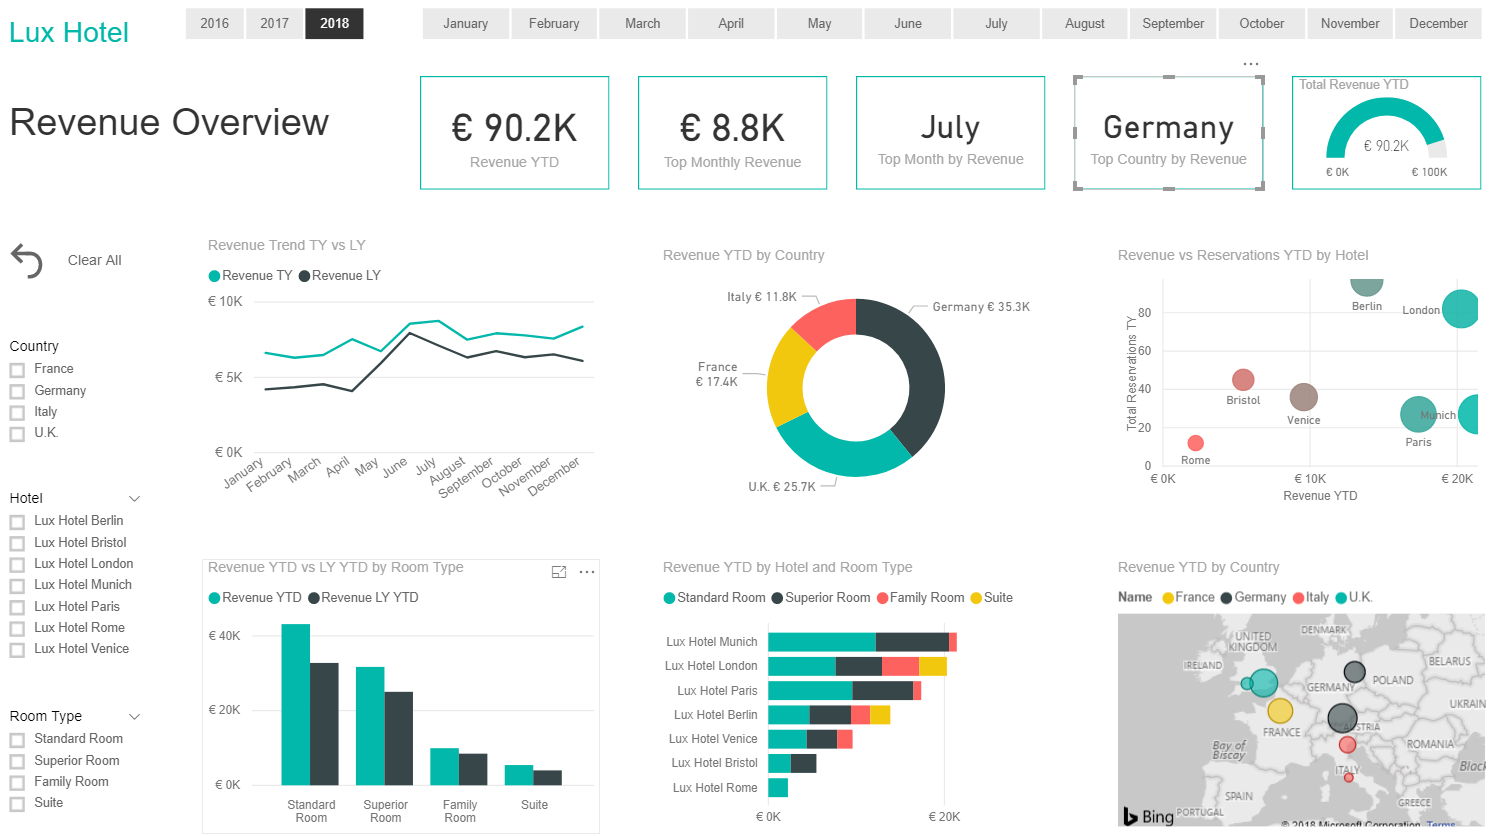 Lux Hotel
2016 2017 2018
January February March April May June July August September October November December
Revenue Overview
€ 90.2K
Revenue YTD
€ 8.8K
Top Monthly Revenue
July
Top Month by Revenue
Germany
Top Country by Revenue
Total Revenue YTD
€ 90.2K
€ 0K € 100K
Clear All
Country
France
Germany
Italy
U.K.
Hotel
Lux Hotel Berlin
Lux Hotel Bristol
Lux Hotel London
Lux Hotel Munich
Lux Hotel Paris
Lux Hotel Rome
Lux Hotel Venice
Room Type
Standard Room
Superior Room
Family Room
Suite
Revenue Trend TY vs LY
Revenue TY Revenue LY
€ 10K
€ 5K
€ 0K
January February March April May June July August September October November December
Revenue YTD by Country
Italy € 11.8K
Germany € 35.3K
France
€ 17.4K
U.K. € 25.7K
Revenue vs Reservations YTD by Hotel
Total Reservations TY
80
60
40
20
0
Berlin
London
Bristol
Venice
Munich
Paris
Rome
€ 0K € 10K € 20K
Revenue YTD
Revenue YTD vs LY YTD by Room Type
Revenue YTD Revenue LY YTD
€ 40K
€ 20K
€ 0K
Standard Room
Superior Room
Family Room
Suite
Revenue YTD by Hotel and Room Type
Standard Room Superior Room Family Room Suite
Lux Hotel Munich
Lux Hotel London
Lux Hotel Paris
Lux Hotel Berlin
Lux Hotel Venice
Lux Hotel Bristol
Lux Hotel Rome
€ 0K € 20K
Revenue YTD by Country
Name France Germany Italy U.K.
UNITED KINGDOM
DENMARK
IRELAND
BELARUS
GERMANY
POLAND
UKRAIN
FRANCE
AUSTRIA
Bay of Biscay
ROMANIA
ITALY
Black
SPAIN
PORTUGAL
GREECE
Bing
© 2018 Microsoft Corporation Terms